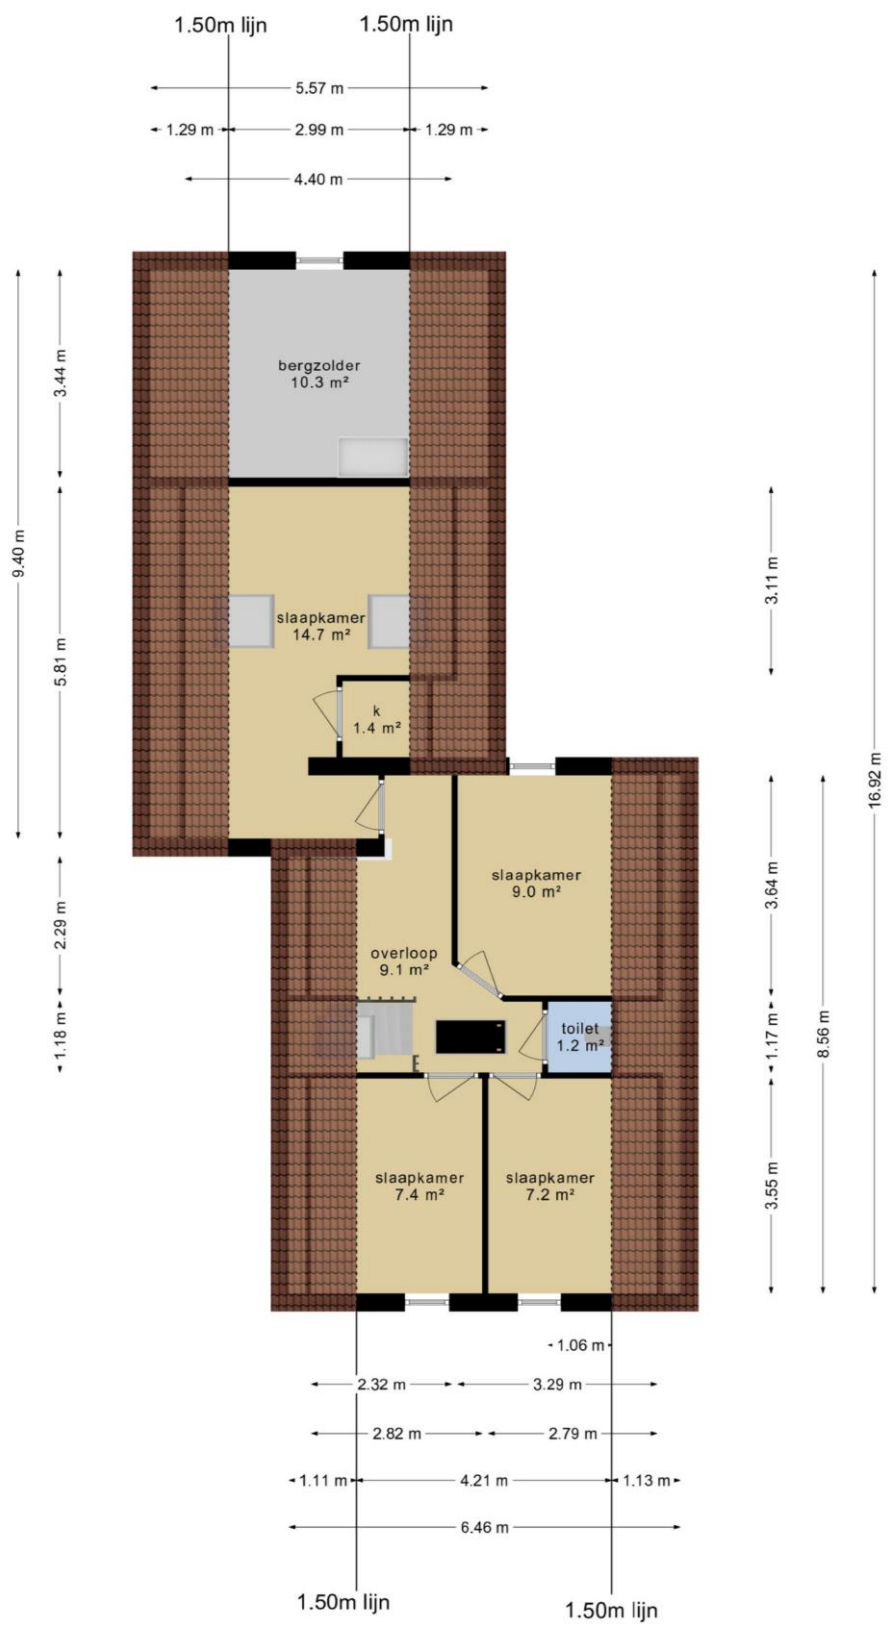 1.50m lijn
1.50m lijn
5.57 m
1.29 m
2.99 m
1.29 m
4.40 m
bergzolder
10.3 m²
3.44 m
9.40 m
5.81 m
slaapkamer
14.7 m²
3.11 m
k
1.4 m²
16.92 m
slaapkamer
9.0 m²
3.64 m
2.29 m
overloop
9.1 m²
1.18 m
toilet
1.2 m²
1.17 m
8.56 m
slaapkamer
7.4 m²
slaapkamer
7.2 m²
3.55 m
1.06 m
2.32 m
3.29 m
2.82 m
2.79 m
1.11 m
4.21 m
1.13 m
6.46 m
1.50m lijn
1.50m lijn